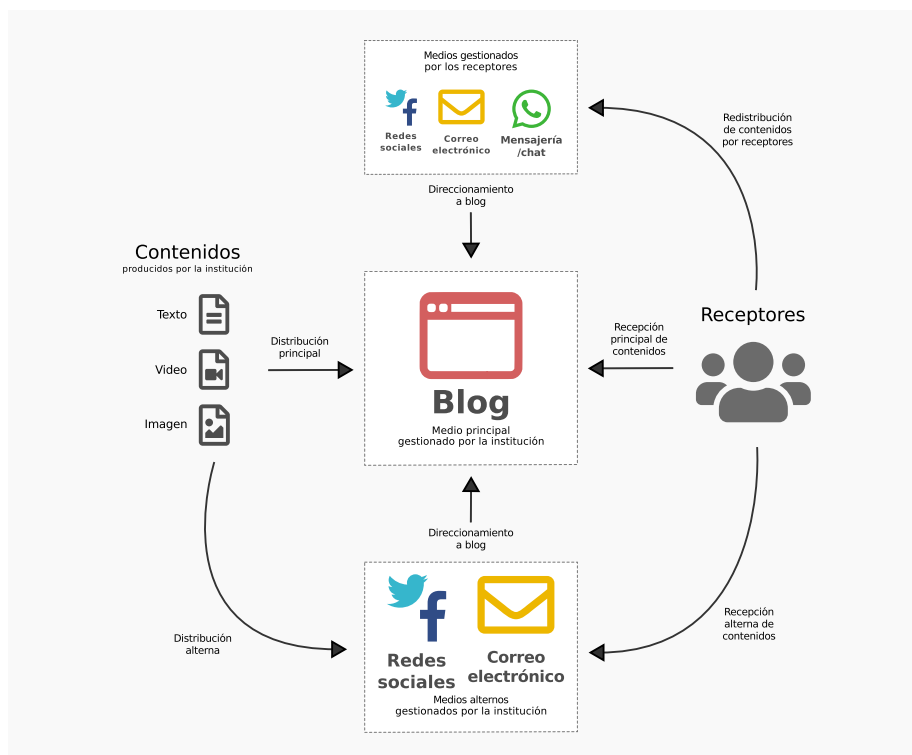 Medios gestionados
por los receptores
Redes
sociales
Correo
electrónico
Mensajería
/chat
Redistribución
de contenidos
por receptores
Direccionamiento
a blog
Contenidos
producidos por la institución
Texto
Video
Imagen
Distribución
principal
Blog
Medio principal
gestionado por la institución
Recepción
principal de
contenidos
Receptores
Direccionamiento
a blog
Distribución
alterna
Redes
sociales
Correo
electrónico
Medios alternos
gestionados por la institución
Recepción
alterna de
contenidos